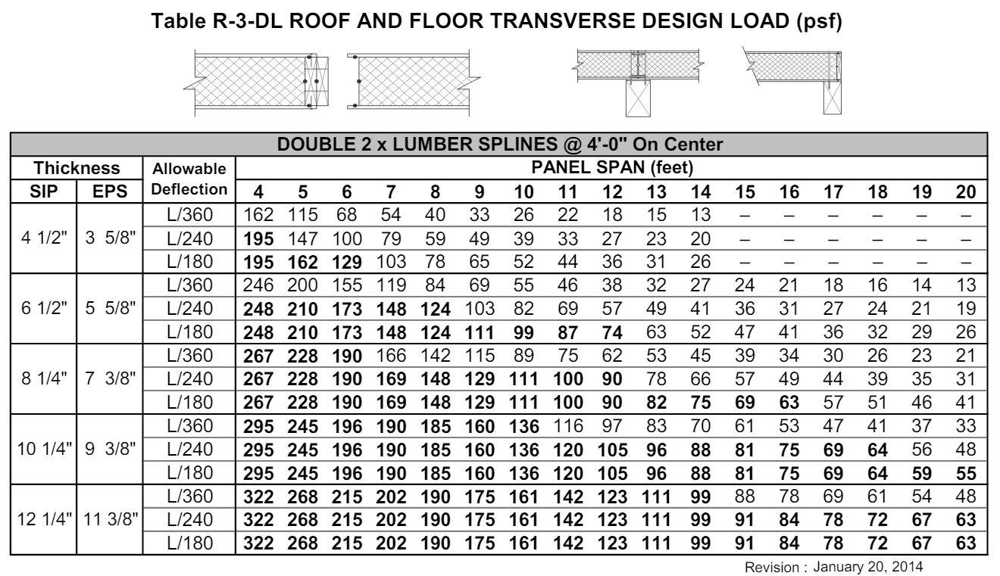 Table R-3-DL ROOF AND FLOOR TRANSVERSE DESIGN LOAD (psf)
DOUBLE 2 x LUMBER SPLINES @ 4'-0" On Center
Thickness Allowable Deflection PANEL SPAN (feet)
SIP EPS 4 5 6 7 8 9 10 11 12 13 14 15 16 17 18 19 20
L/360 162 115 68 54 40 33 26 22 18 15 13 – – – – – –
4 1/2" 3 5/8" L/240 195 147 100 79 59 49 39 33 27 23 20 – – – – – –
L/180 195 162 129 103 78 65 52 44 36 31 26 – – – – – –
L/360 246 200 155 119 84 69 55 46 38 32 27 24 21 18 16 14 13
6 1/2" 5 5/8" L/240 248 210 173 148 124 103 82 69 57 49 41 36 31 27 24 21 19
L/180 248 210 173 148 124 111 99 87 74 63 52 47 41 36 32 29 26
L/360 267 228 190 166 142 115 89 75 62 53 45 39 34 30 26 23 21
8 1/4" 7 3/8" L/240 267 228 190 169 148 129 111 100 90 78 66 57 49 44 39 35 31
L/180 267 228 190 169 148 129 111 100 90 82 75 69 63 57 51 46 41
L/360 295 245 196 190 185 160 136 116 97 83 70 61 53 47 41 37 33
10 1/4" 9 3/8" L/240 295 245 196 190 185 160 136 120 105 96 88 81 75 69 64 56 48
L/180 295 245 196 190 185 160 136 120 105 96 88 81 75 69 64 59 55
L/360 322 268 215 202 190 175 161 142 123 111 99 88 78 69 61 54 48
12 1/4" 11 3/8" L/240 322 268 215 202 190 175 161 142 123 111 99 91 84 78 72 67 63
L/180 322 268 215 202 190 175 161 142 123 111 99 91 84 78 72 67 63
Revision : January 20, 2014